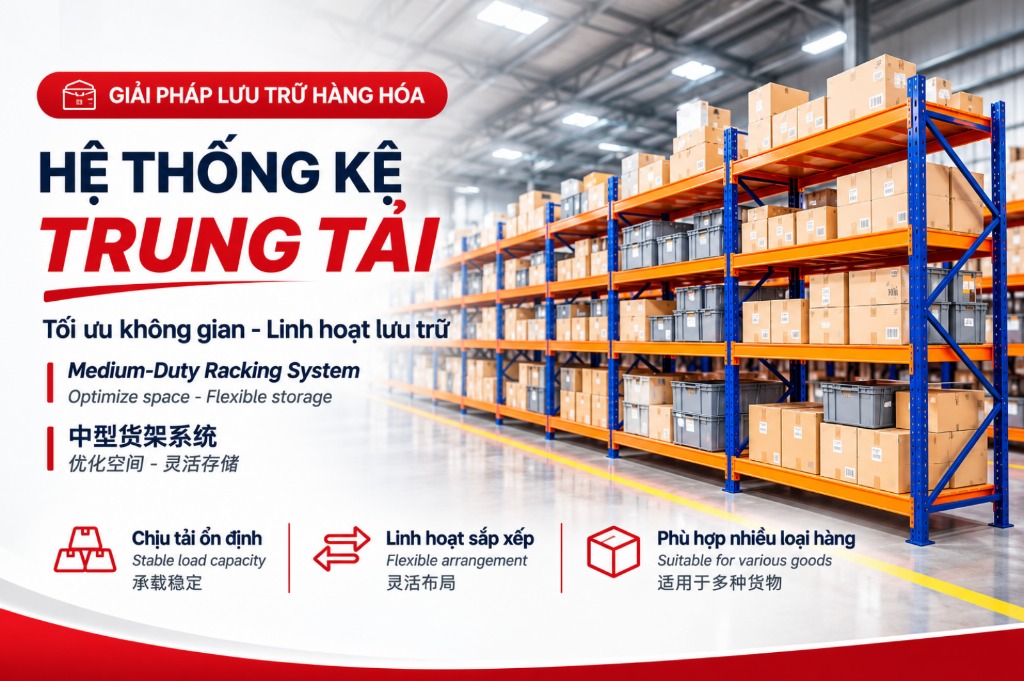 GIẢI PHÁP LƯU TRỮ HÀNG HÓA
HỆ THỐNG KỆ
TRUNG TẢI
Tối ưu không gian - Linh hoạt lưu trữ
Medium-Duty Racking System
Optimize space - Flexible storage
中型货架系统
优化空间 - 灵活存储
Chịu tải ổn định
Stable load capacity
承载稳定
Linh hoạt sắp xếp
Flexible arrangement
灵活布局
Phù hợp nhiều loại hàng
Suitable for various goods
适用于多种货物